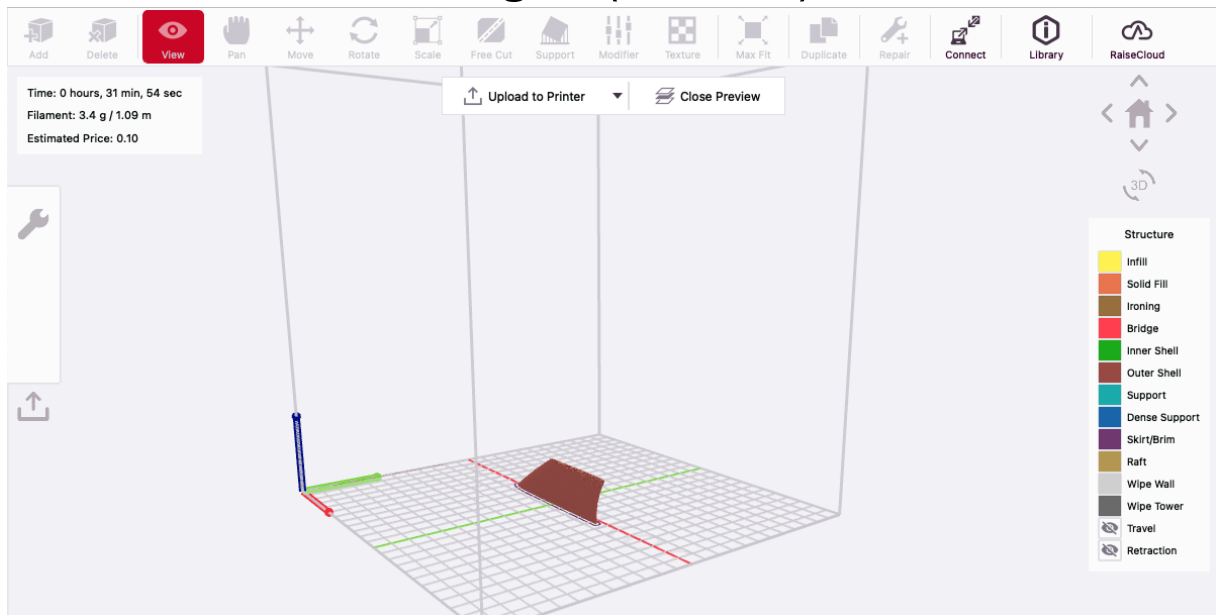 Add Delete View Pan Move Rotate Scale Free Cut Support Modifier Texture Max Fit Duplicate Repair Connect Library RaiseCloud
Upload to Printer Close Preview
Time: 0 hours, 31 min, 54 sec
Filament: 3.4 g / 1.09 m
Estimated Price: 0.10
3D
Structure
Infill
Solid Fill
Ironing
Bridge
Inner Shell
Outer Shell
Support
Dense Support
Skirt/Brim
Raft
Wipe Wall
Wipe Tower
Travel
Retraction